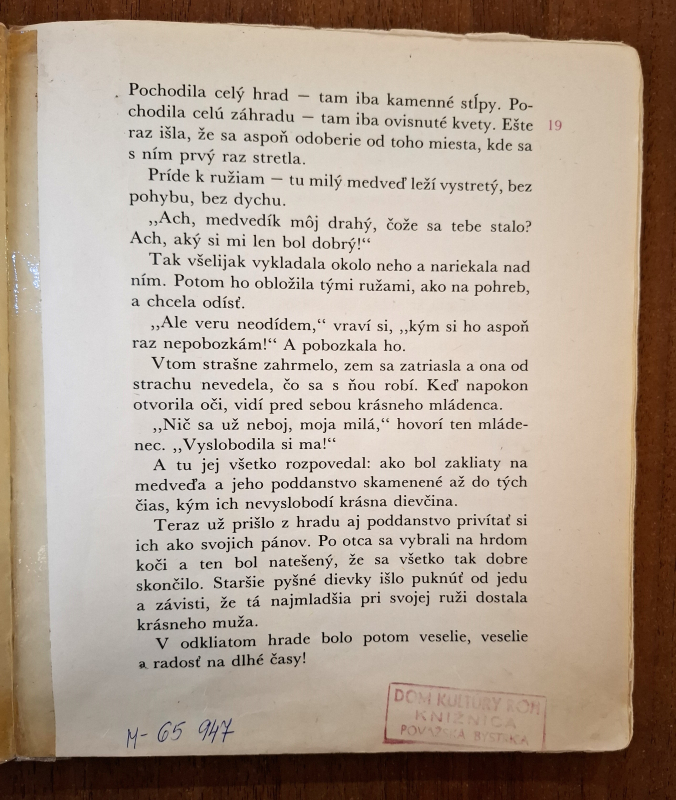 Pochodila celý hrad — tam iba kamenné stĺpy. Po-
chodila celú záhradu — tam iba ovisnuté kvety. Ešte
19
raz išla, že sa aspoň odoberie od toho miesta, kde sa
s ním prvý raz stretla.
Príde k ružiam — tu milý medveď leží vystretý, bez
pohybu, bez dychu.
,,Ach, medvedík môj drahý, čože sa tebe stalo?
Ach, aký si mi len bol dobrý!“
Tak všelijak vykladala okolo neho a nariekala nad
ním. Potom ho obložila tými ružami, ako na pohreb,
a chcela odísť.
,,Ale veru neodídem,“ vraví si, ,,kým si ho aspoň
raz nepobozkám!“ A pobozkala ho.
Vtom strašne zahrmelo, zem sa zatriasla a ona od
strachu nevedela, čo sa s ňou robí. Keď napokon
otvorila oči, vidí pred sebou krásneho mládenca.
,,Nič sa už neboj, moja milá,“ hovorí ten mláde-
nec. ,,Vyslobodila si ma!“
A tu jej všetko rozpovedal: ako bol zakliaty na
medveďa a jeho poddanstvo skamenené až do tých
čias, kým ich nevyslobodí krásna dievčina.
Teraz už prišlo z hradu aj poddanstvo privítať si
ich ako svojich pánov. Po otca sa vybrali na hrdom
koči a ten bol natešený, že sa všetko tak dobre
skončilo. Staršie pyšné dievky išlo puknúť od jedu
a závisti, že tá najmladšia pri svojej ruži dostala
krásneho muža.
V odkliatom hrade bolo potom veselie, veselie
a radosť na dlhé časy!
DOM KULTÚRY ROH
KNIŽNICA
POVAŽSKÁ BYSTRICA
M- 65 947